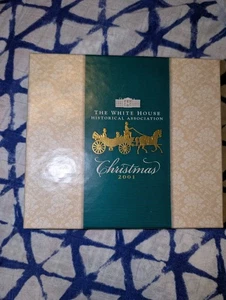 THE WHITE HOUSE
HISTORICAL ASSOCIATION
Christmas
2001